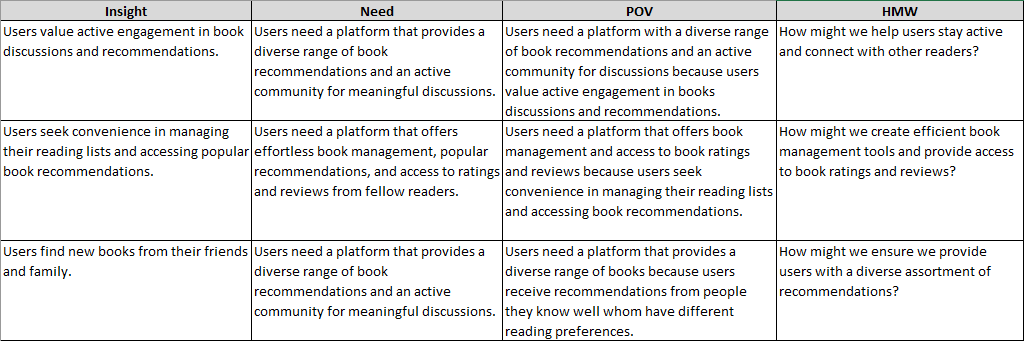 Insight
Need
POV
HMW
Users value active engagement in book
discussions and recommendations.
Users need a platform that provides a
diverse range of book
recommendations and an active
community for meaningful discussions.
Users need a platform with a diverse range
of book recommendations and an active
community for discussions because users
value active engagement in books
discussions and recommendations.
How might we help users stay active
and connect with other readers?
Users seek convenience in managing
their reading lists and accessing popular
book recommendations.
Users need a platform that offers
effortless book management, popular
recommendations, and access to ratings
and reviews from fellow readers.
Users need a platform that offers book
management and access to book ratings
and reviews because users seek
convenience in managing their reading lists
and accessing book recommendations.
How might we create efficient book
management tools and provide access
to book ratings and reviews?
Users find new books from their friends
and family.
Users need a platform that provides a
diverse range of book
recommendations and an active
community for meaningful discussions.
Users need a platform that provides a
diverse range of books because users
receive recommendations from people
they know well whom have different
reading preferences.
How might we ensure we provide
users with a diverse assortment of
recommendations?